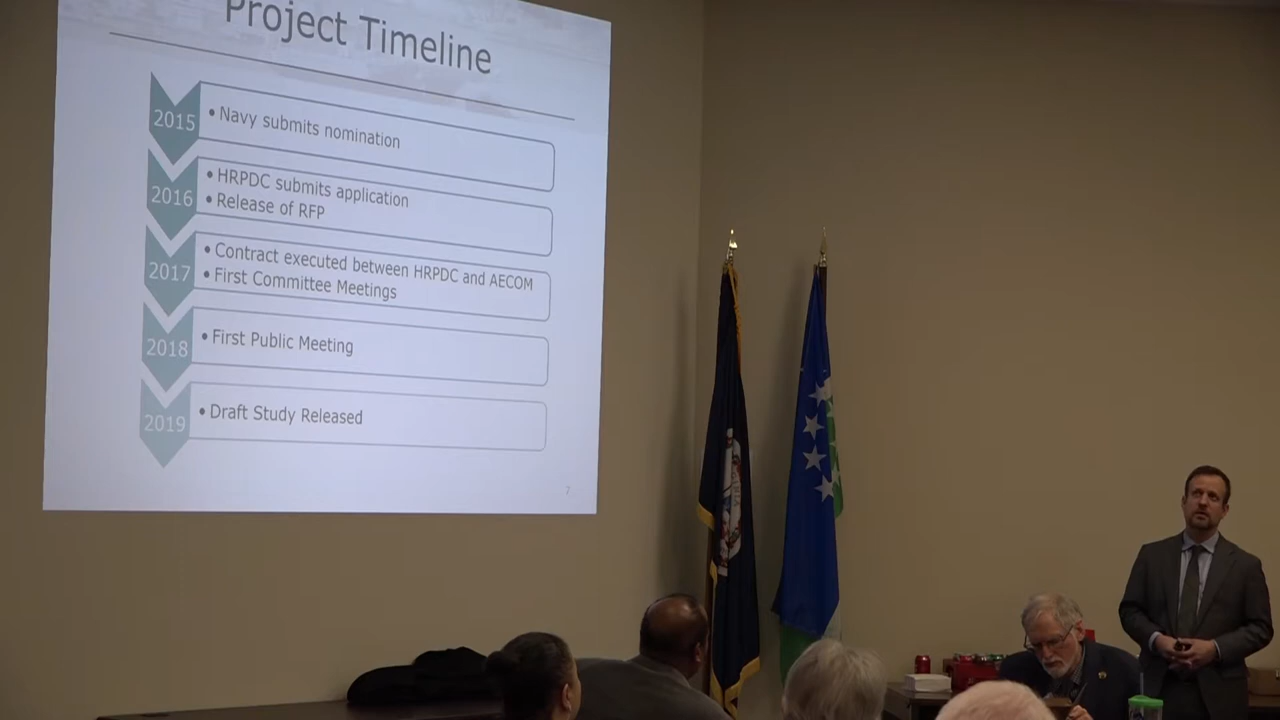 Project Timeline
2015
• Navy submits nomination
2016
• HRPDC submits application
• Release of RFP
2017
• Contract executed between HRPDC and AECOM
• First Committee Meetings
2018
• First Public Meeting
2019
• Draft Study Released
7